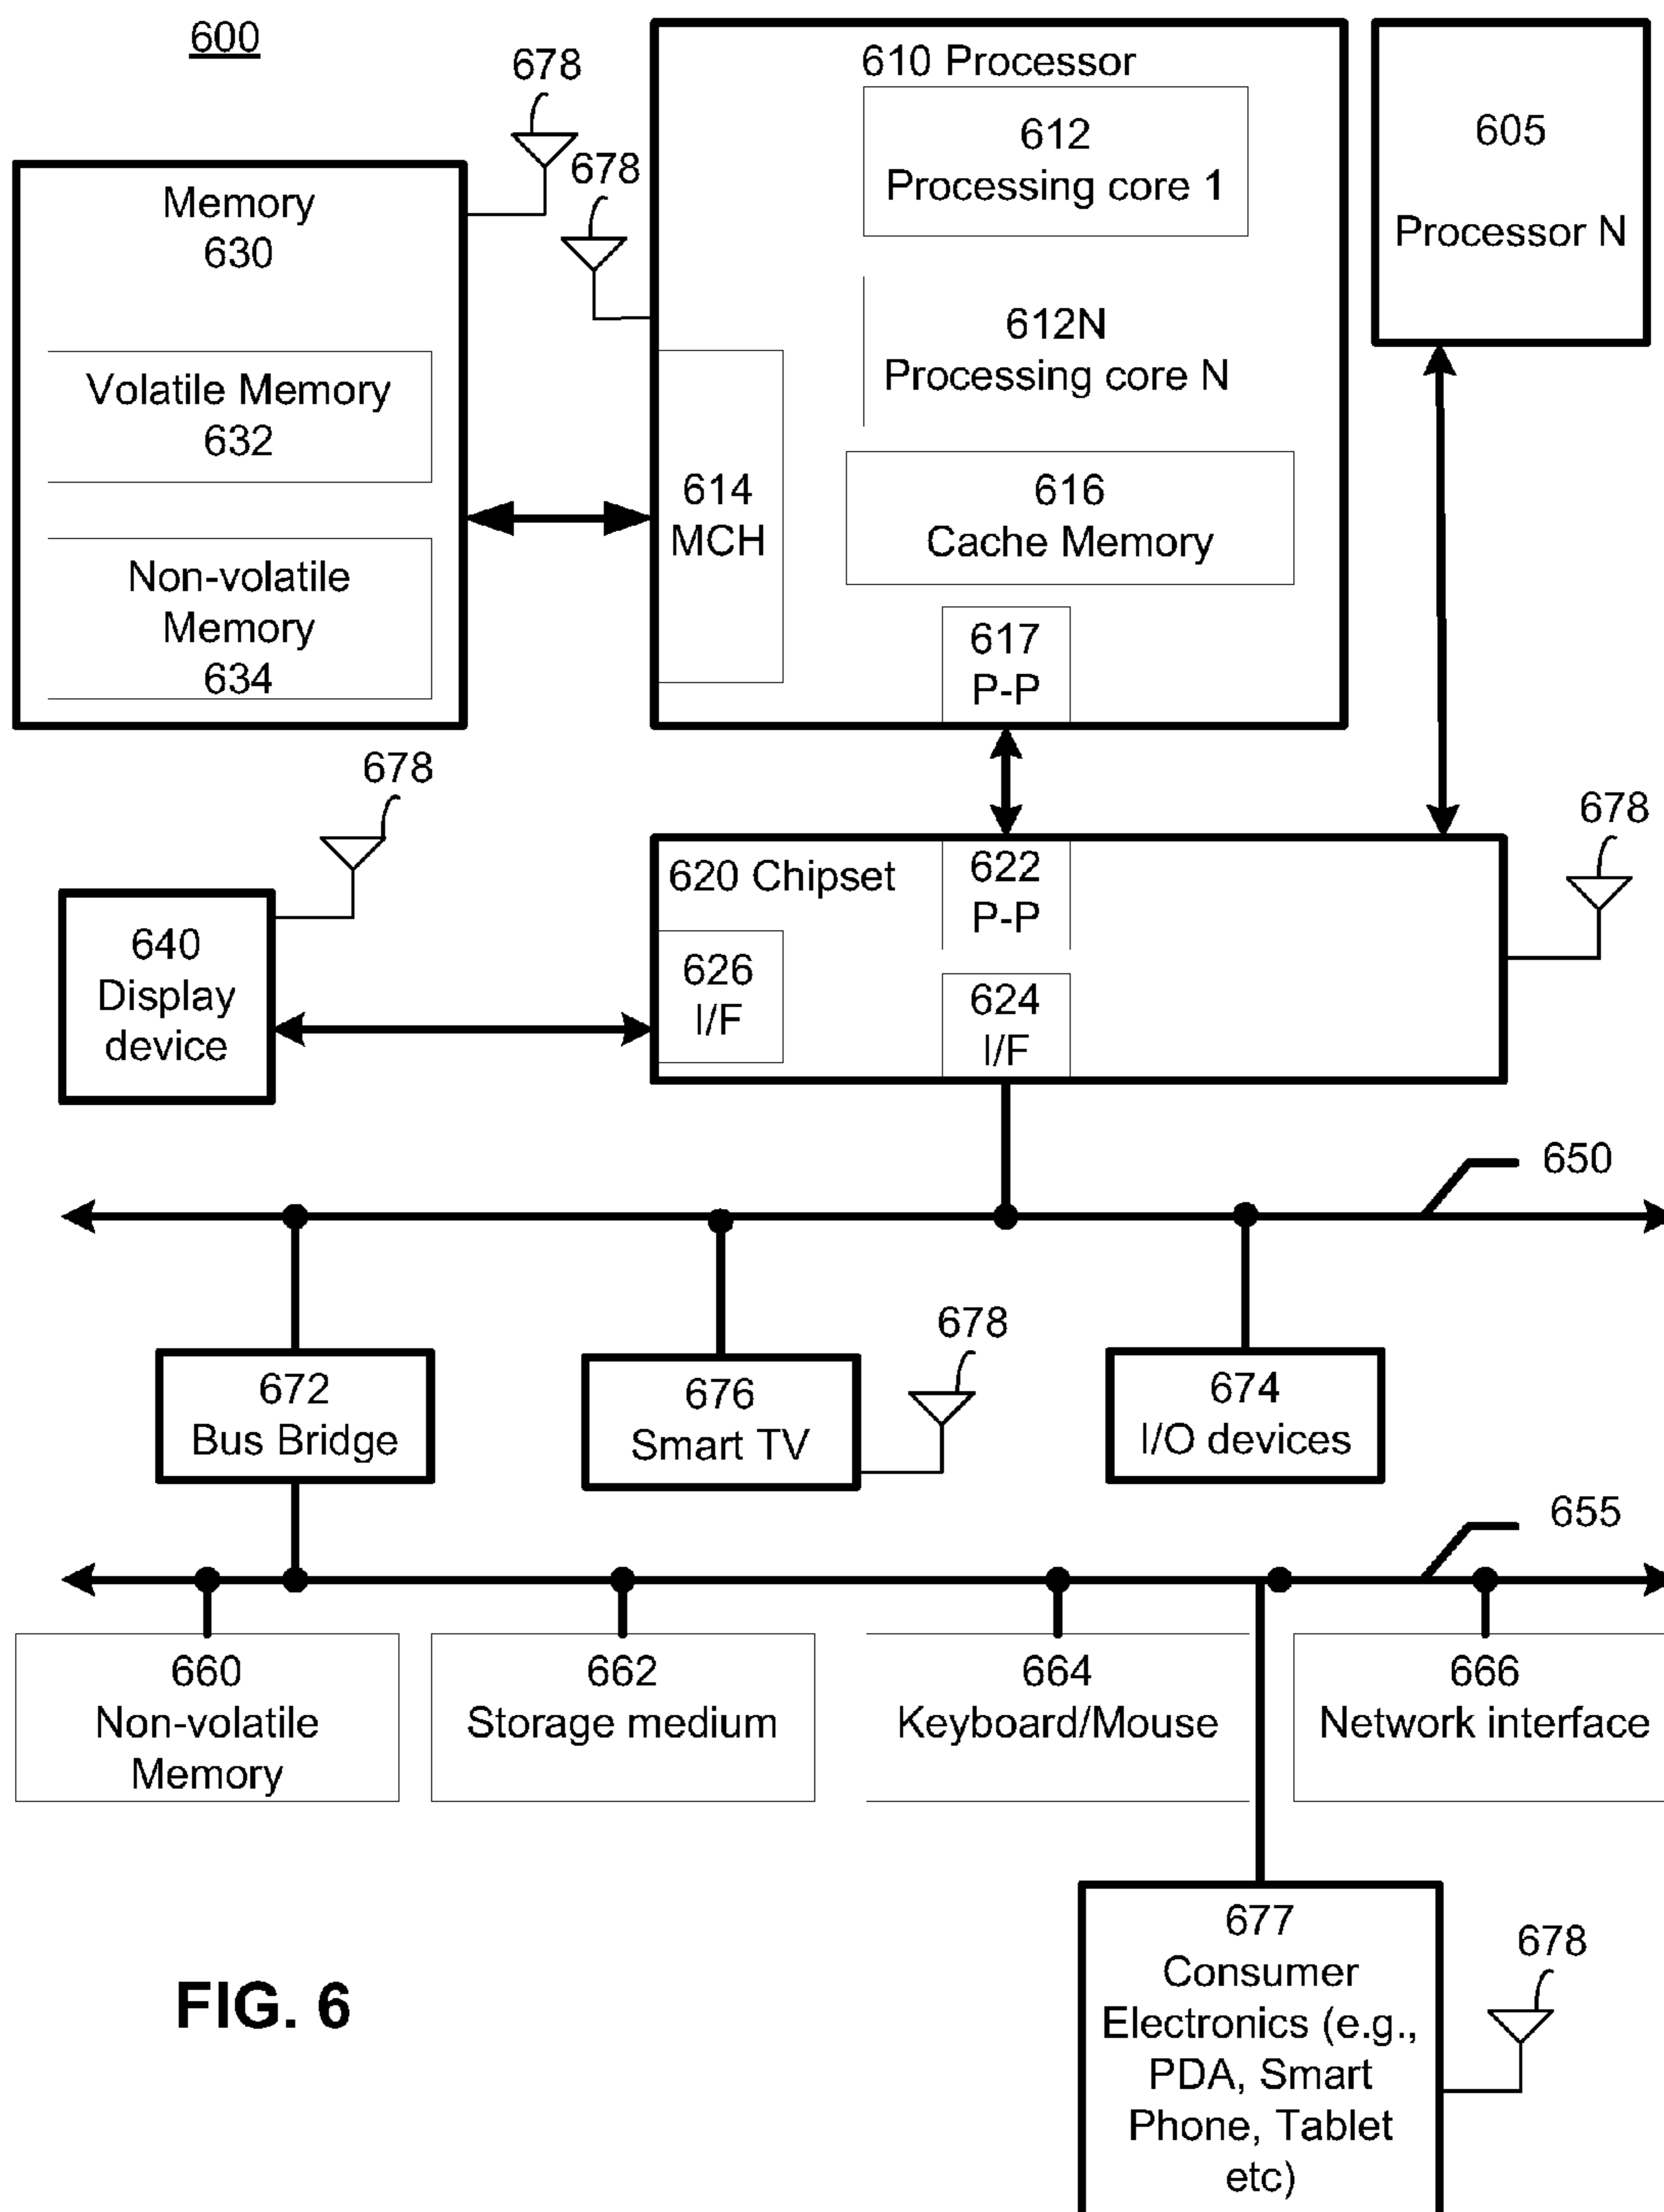 600
678
678
610 Processor
612
Processing core 1
612N
Processing core N
614
MCH
616
Cache Memory
617
P-P
605
Processor N
Memory
630
Volatile Memory
632
Non-volatile
Memory
634
678
640
Display
device
620 Chipset
622
P-P
626
I/F
624
I/F
678
650
672
Bus Bridge
676
Smart TV
678
674
I/O devices
655
660
Non-volatile
Memory
662
Storage medium
664
Keyboard/Mouse
666
Network interface
677
Consumer
Electronics (e.g.,
PDA, Smart
Phone, Tablet
etc)
678
FIG. 6